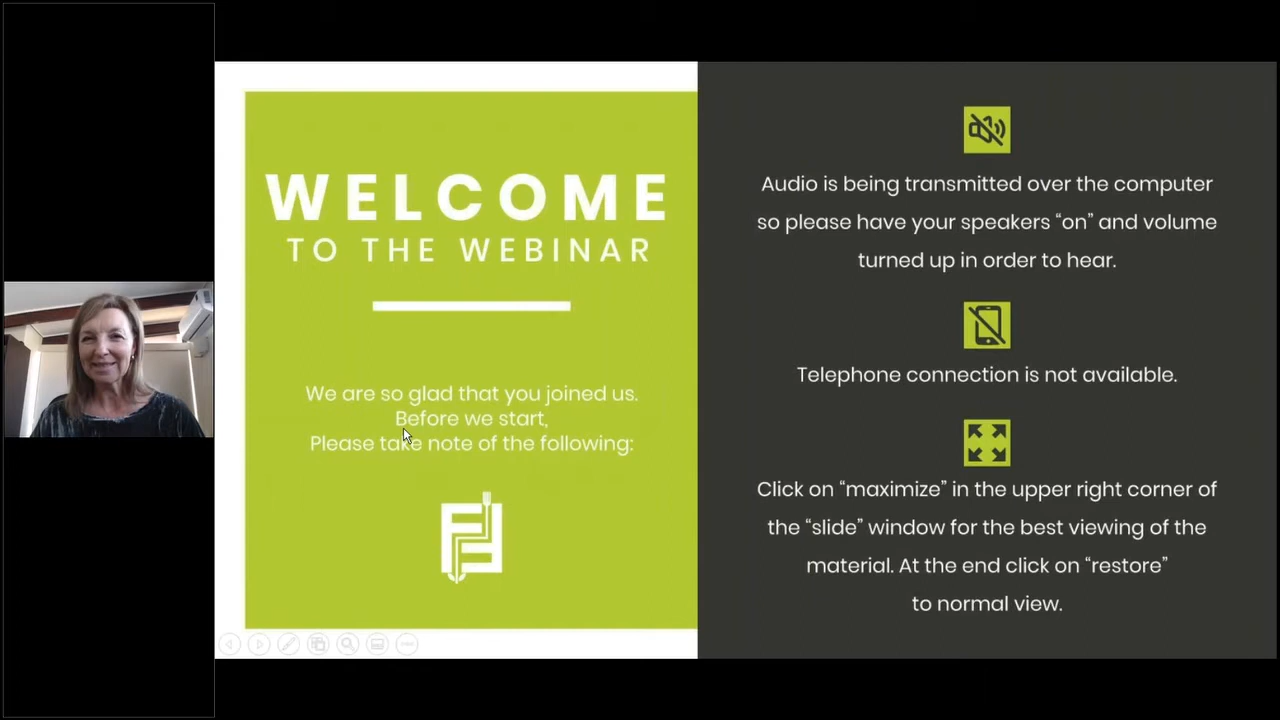 WELCOME
TO THE WEBINAR
We are so glad that you joined us.
Before we start,
Please take note of the following:
Audio is being transmitted over the computer
so please have your speakers “on” and volume
turned up in order to hear.
Telephone connection is not available.
Click on “maximize” in the upper right corner of
the “slide” window for the best viewing of the
material. At the end click on “restore”
to normal view.